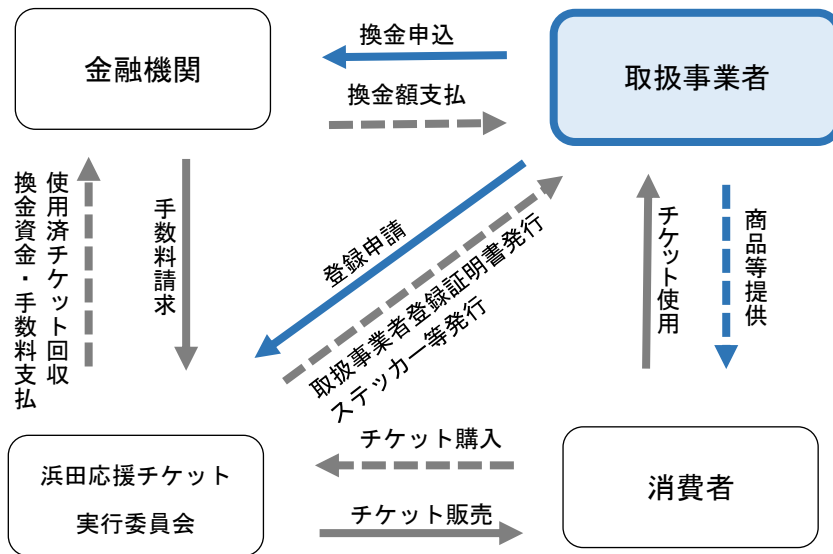 換金申込
金融機関
取扱事業者
換金額支払
使用済チケット回収
換金資金・手数料支払
手数料請求
登録申請
取扱事業者登録証明書発行
ステッカー等発行
チケット使用
商品等提供
チケット購入
浜田応援チケット
実行委員会
消費者
チケット販売